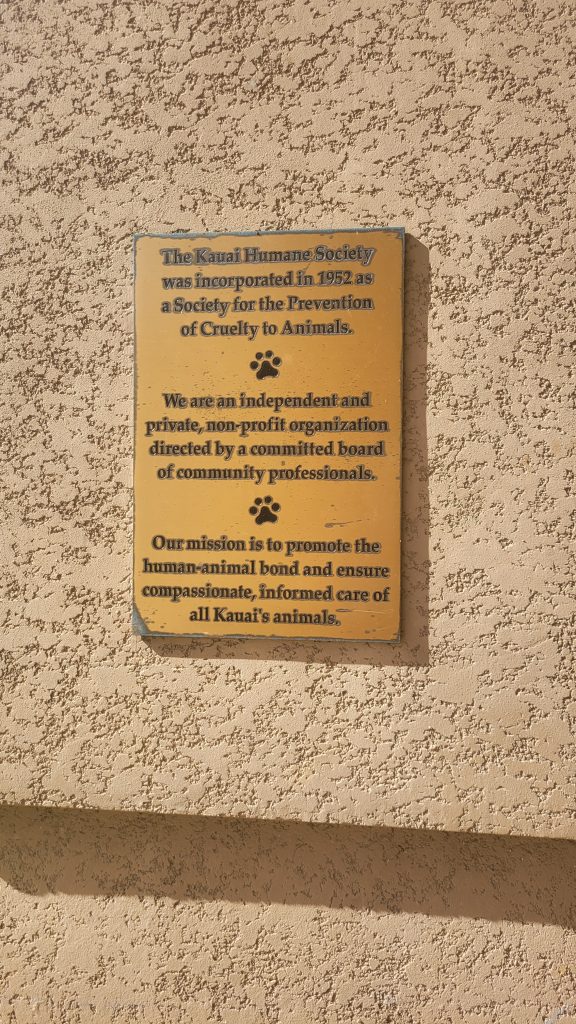 The Kauai Humane Society
was incorporated in 1952 as
a Society for the Prevention
of Cruelty to Animals.
We are an independent and
private, non-profit organization
directed by a committed board
of community professionals.
Our mission is to promote the
human-animal bond and ensure
compassionate, informed care of
all Kauai's animals.